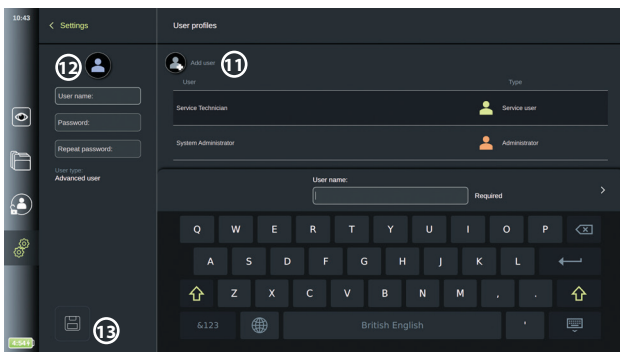 10:43
Settings
User profiles
12
Add user
11
User
Type
User name:
Service Technician
Service user
Password:
System Administrator
Administrator
Repeat password:
User type:
Advanced user
User name:
Required
Q W E R T Y U I O P
A S D F G H J K L
Z X C V B N M , .
&123
British English
'
13
4:54